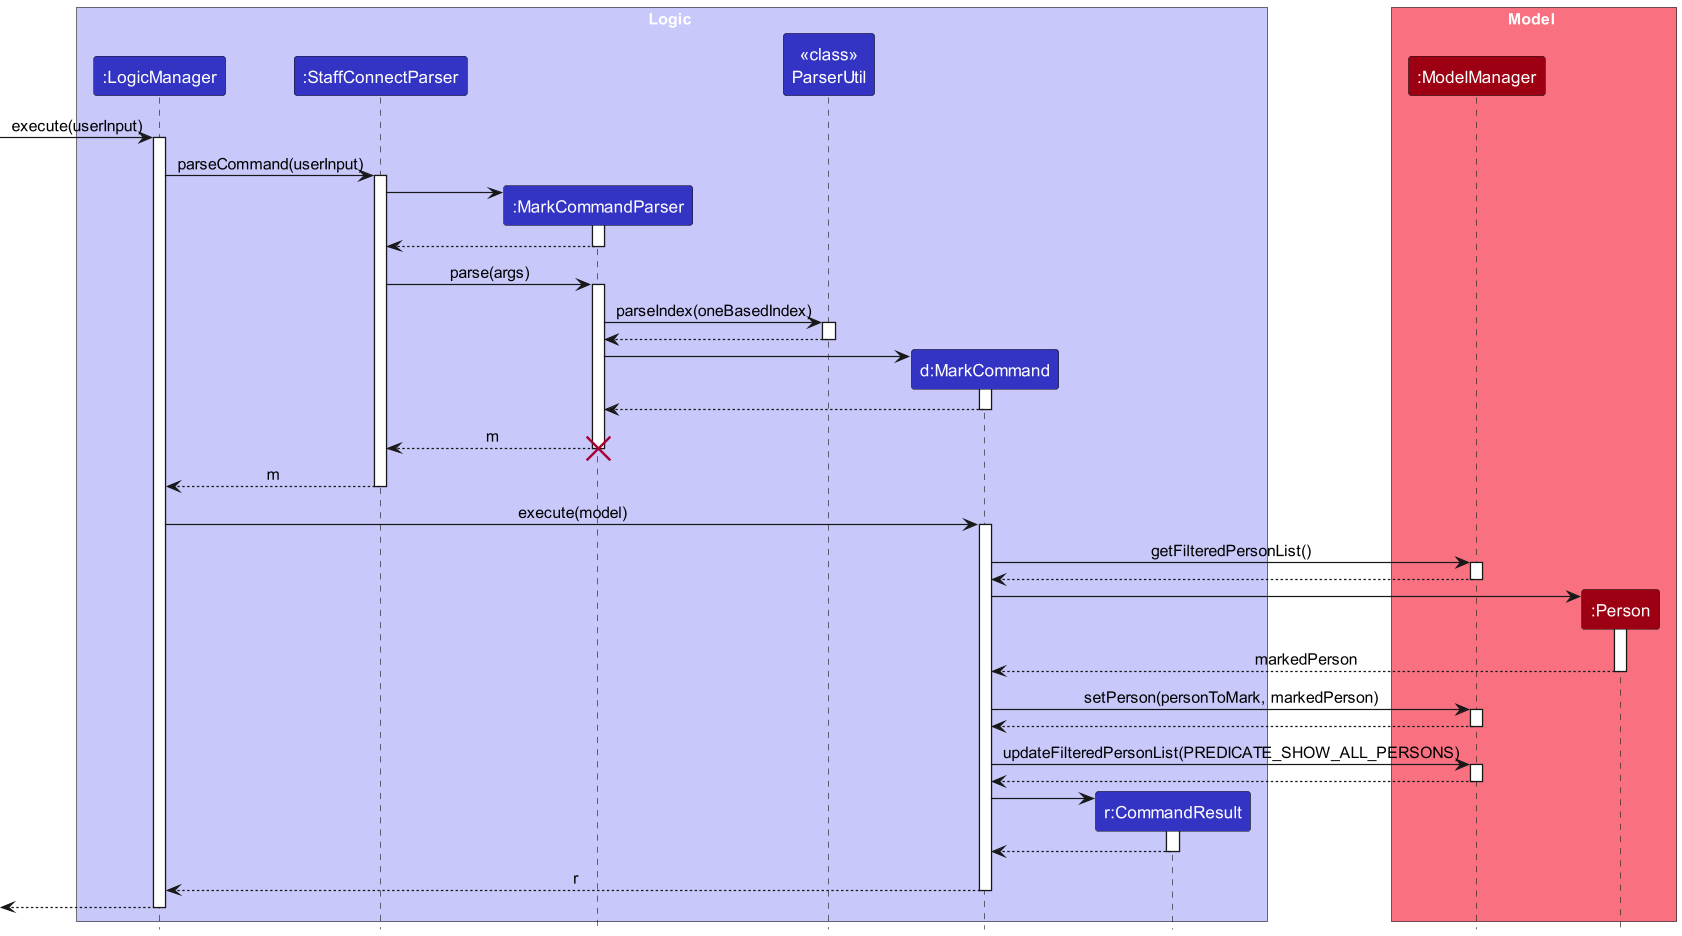 Logic
Model
«class»
ParserUtil
:LogicManager
:StaffConnectParser
:ModelManager
execute(userInput)
parseCommand(userInput)
:MarkCommandParser
parse(args)
parseIndex(oneBasedIndex)
d:MarkCommand
m
m
execute(model)
getFilteredPersonList()
:Person
markedPerson
setPerson(personToMark, markedPerson)
updateFilteredPersonList(PREDICATE_SHOW_ALL_PERSONS)
r:CommandResult
r